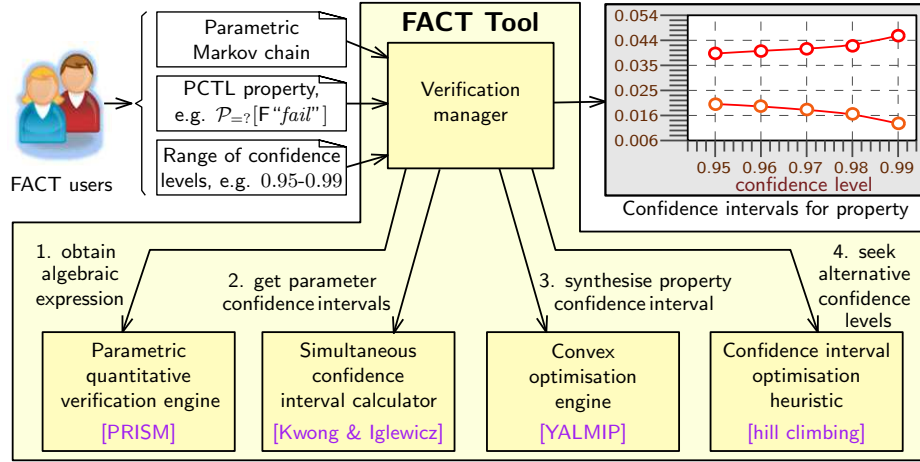 FACT Tool
Parametric
Markov chain
PCTL property,
e.g. P=?[F“fail”]
Range of confidence
levels, e.g. 0.95-0.99
FACT users
Verification
manager
0.054
0.044
0.035
0.025
0.016
0.006
0.95 0.96 0.97 0.98 0.99
confidence level
Confidence intervals for property
1. obtain
algebraic
expression
2. get parameter
confidence intervals
3. synthesise property
confidence interval
4. seek
alternative
confidence
levels
Parametric
quantitative
verification engine
[PRISM]
Simultaneous
confidence
interval calculator
[Kwong & Iglewicz]
Convex
optimisation
engine
[YALMIP]
Confidence interval
optimisation
heuristic
[hill climbing]